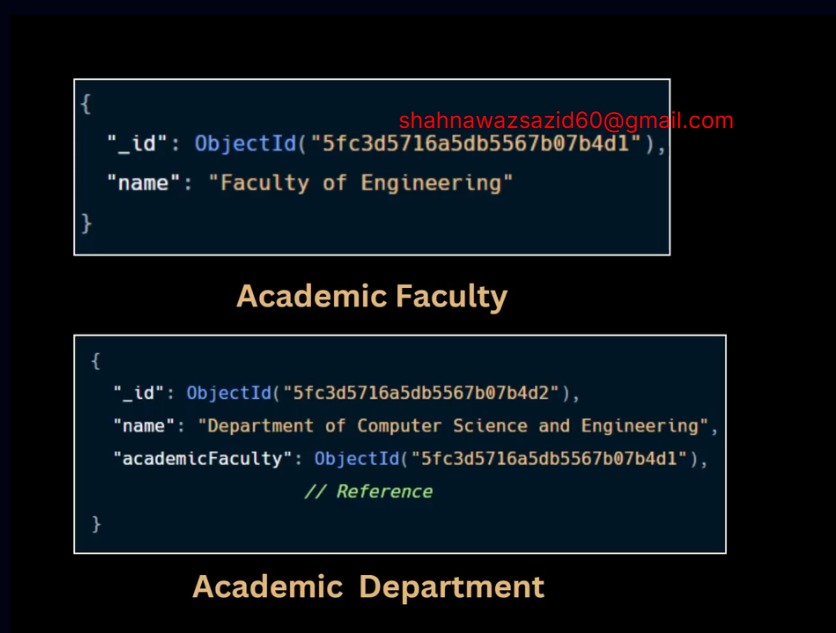 {
shahnawazsazid60@gmail.com
"_id": ObjectId("5fc3d5716a5db5567b07b4d1"),
"name": "Faculty of Engineering"
}
Academic Faculty
{
"_id": ObjectId("5fc3d5716a5db5567b07b4d2"),
"name": "Department of Computer Science and Engineering",
"academicFaculty": ObjectId("5fc3d5716a5db5567b07b4d1"),
// Reference
}
Academic Department